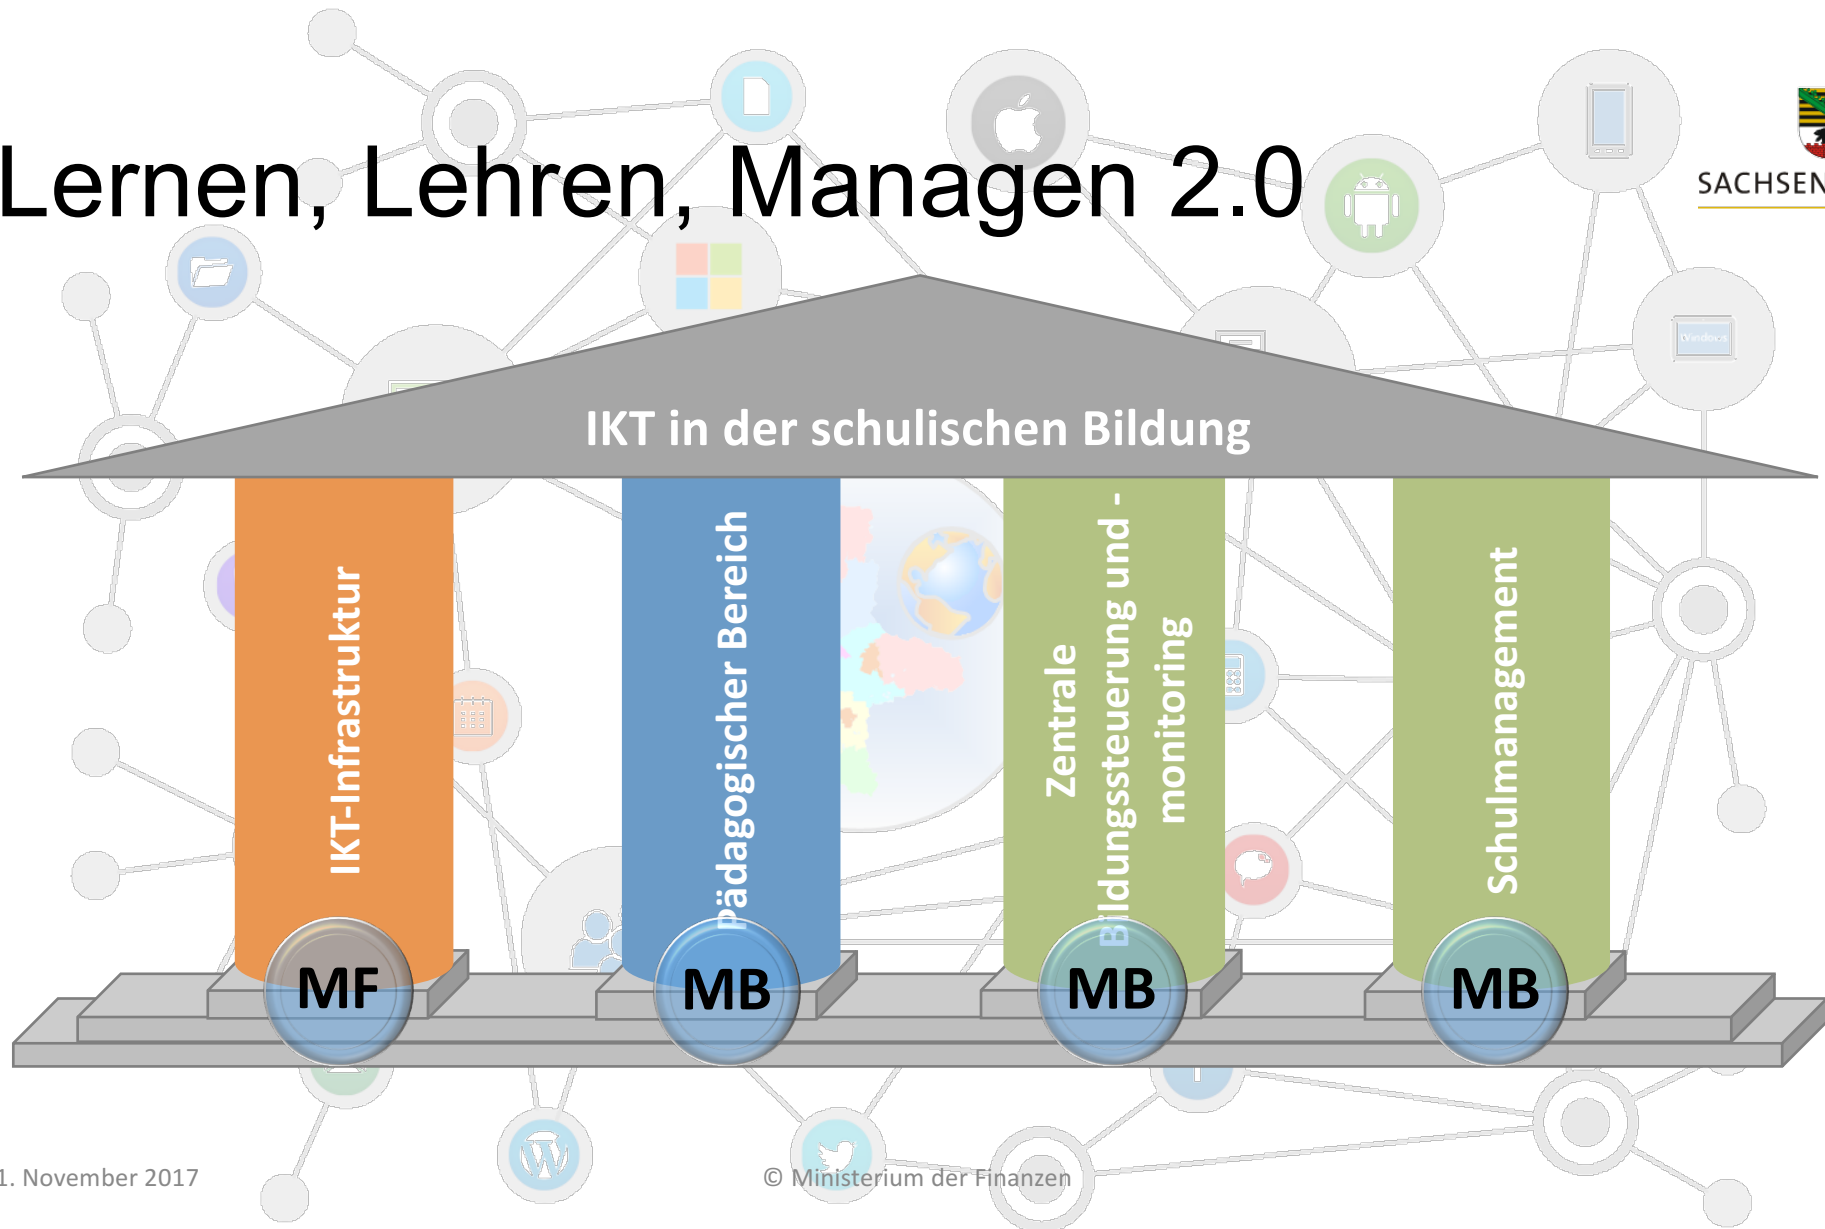 Lernen, Lehren, Managen 2.0
SACHSEN
Windows
IKT in der schulischen Bildung
IKT-Infrastruktur
Pädagogischer Bereich
Zentrale
Bildungssteuerung und -
monitoring
Schulmanagement
MF
MB
MB
MB
1. November 2017
© Ministerium der Finanzen